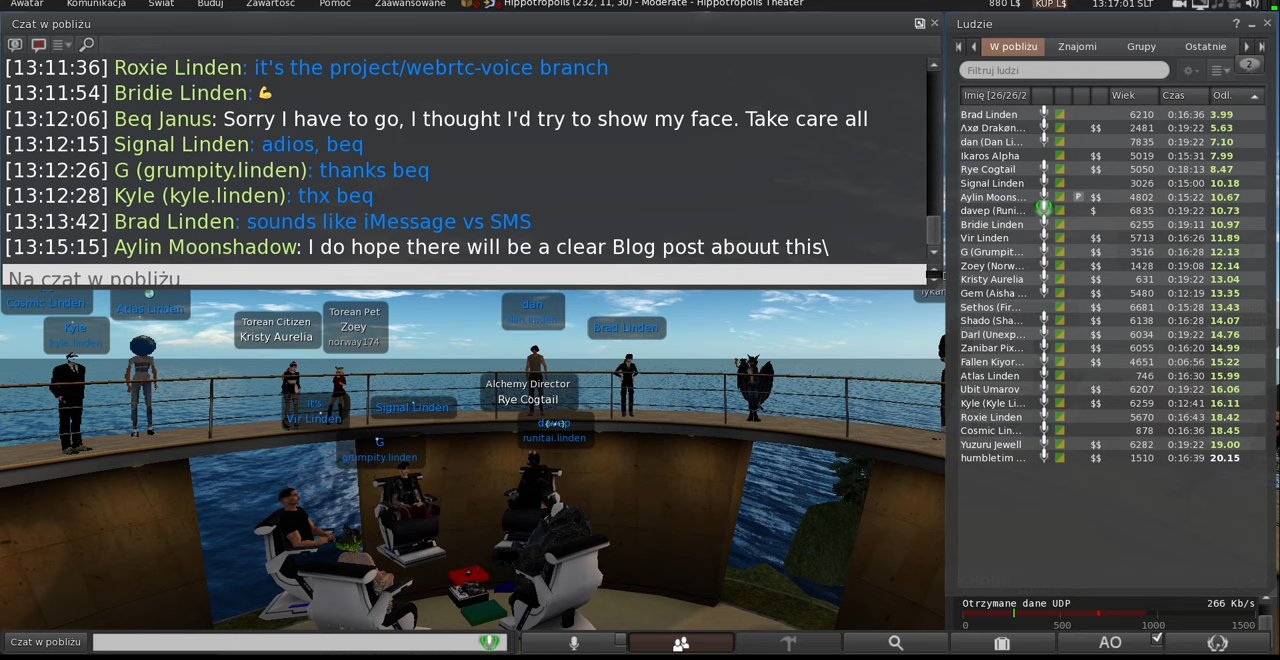 Awatar Komunikacja Świat Buduj Zawartość Pomoc Zaawansowane Hippotropolis (232, 11, 30) - Moderate - Hippotropolis Theater 880 L$ KUP L$ 13:17:01 SLT
Czat w pobliżu
[13:11:36] Roxie Linden: it's the project/webrtc-voice branch
[13:11:54] Bridie Linden: 💪
[13:12:06] Beq Janus: Sorry I have to go, I thought I'd try to show my face. Take care all
[13:12:15] Signal Linden: adios, beq
[13:12:26] G (grumpity.linden): thanks beq
[13:12:28] Kyle (kyle.linden): thx beq
[13:13:42] Brad Linden: sounds like iMessage vs SMS
[13:15:15] Aylin Moonshadow: I do hope there will be a clear Blog post abouut this\
Na czat w pobliżu
Cosmic Linden
Atlas Linden
Kyle
kyle.linden
Torean Citizen
Kristy Aurelia
Torean Pet
Zoey
norway174
dan
dan.linden
Brad Linden
It's
Vir Linden
Signal Linden
Alchemy Director
Rye Cogtail
davep
runitai.linden
G
grumpity.linden
Czat w pobliżu
Ludzie
W pobliżu Znajomi Grupy Ostatnie
Filtruj ludzi
2
Imię [26/26/2 Wiek Czas Odl.
Brad Linden 6210 0:16:36 3.99
Λxø Drakøn... $$ 2481 0:19:22 5.63
dan (Dan Li... 7835 0:19:22 7.10
Ikaros Alpha $$ 5019 0:15:31 7.99
Rye Cogtail $$ 5050 0:18:13 8.47
Signal Linden 3026 0:15:00 10.18
Aylin Moons... P $$ 4802 0:15:22 10.67
davep (Runi... $ 6835 0:19:22 10.73
Bridie Linden 6255 0:19:11 10.97
Vir Linden $$ 5713 0:16:26 11.89
G (Grumpit... $$ 3516 0:16:28 12.13
Zoey (Norw... $$ 1428 0:19:08 12.14
Kristy Aurelia $$ 631 0:19:22 13.04
Gem (Aisha ... $$ 5480 0:12:19 13.35
Sethos (Fir... 6681 0:15:28 13.43
Shado (Sha... $$ 6138 0:16:28 14.07
Darl (Unexp... $$ 6034 0:19:22 14.76
Zanibar Pix... $$ 6055 0:16:20 14.99
Fallen Kiyor... $$ 4651 0:06:56 15.22
Atlas Linden 746 0:16:30 15.99
Ubit Umarov $$ 6207 0:19:22 16.06
Kyle (Kyle Li... $$ 6259 0:12:41 16.11
Roxie Linden 5670 0:16:43 18.42
Cosmic Lin... 878 0:16:36 18.45
Yuzuru Jewell $$ 6282 0:19:22 19.00
humbletim ... $$ 1510 0:16:39 20.15
Otrzymane dane UDP 266 Kb/s
0 500 1000 1500
AO